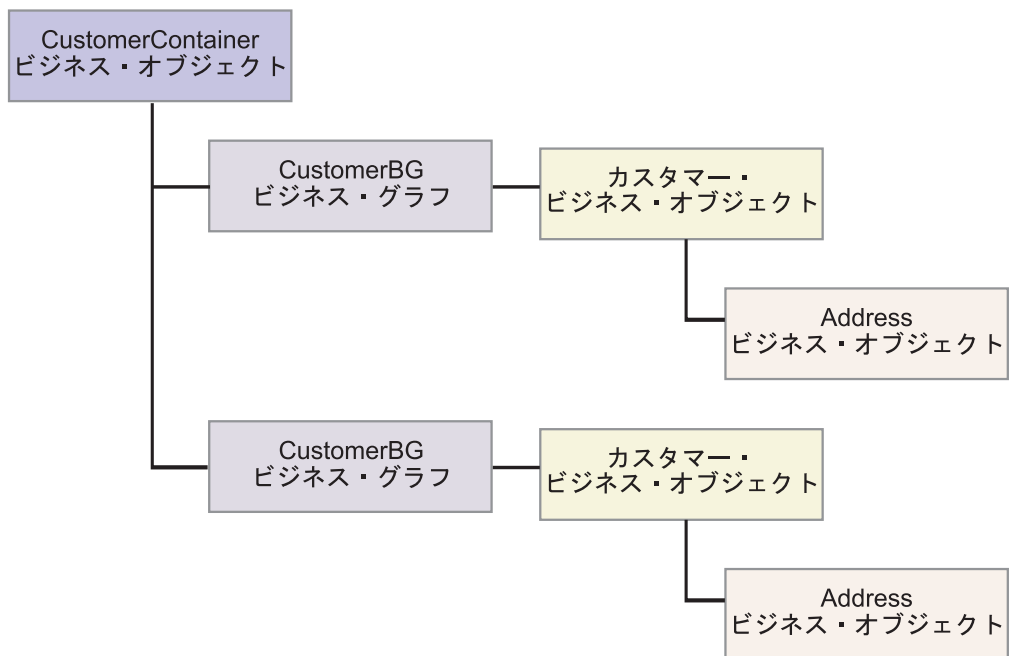 CustomerContainer
ビジネス・オブジェクト
CustomerBG
ビジネス・グラフ
カスタマー・
ビジネス・オブジェクト
Address
ビジネス・オブジェクト
CustomerBG
ビジネス・グラフ
カスタマー・
ビジネス・オブジェクト
Address
ビジネス・オブジェクト